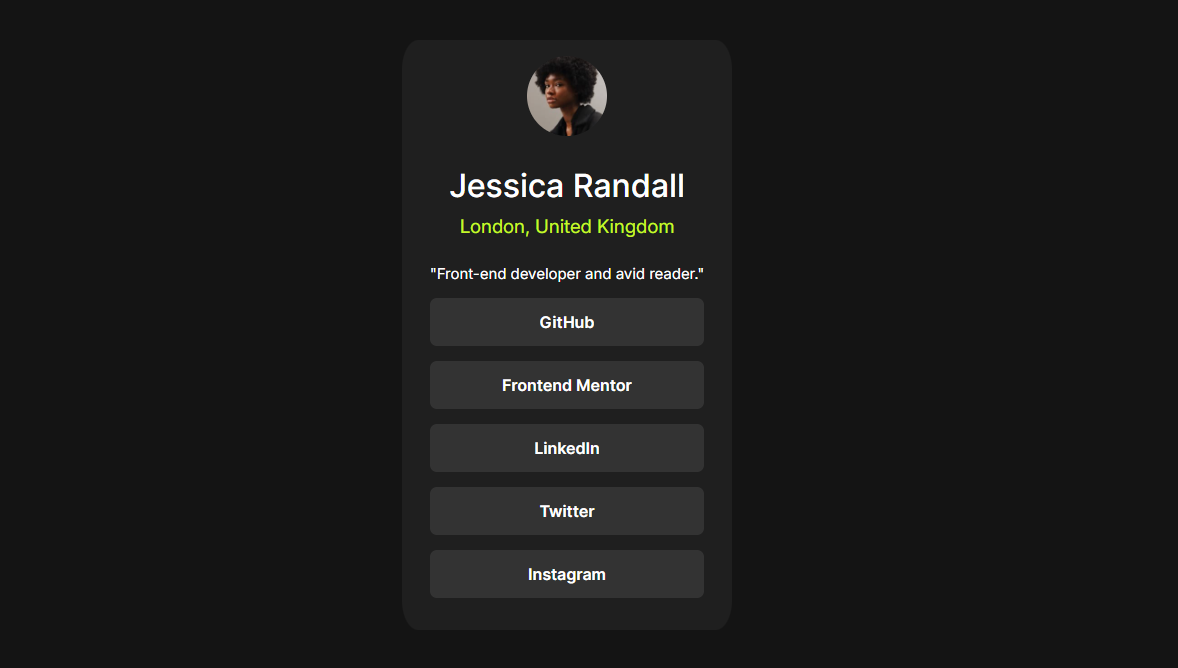 Jessica Randall
London, United Kingdom
"Front-end developer and avid reader."
GitHub
Frontend Mentor
LinkedIn
Twitter
Instagram